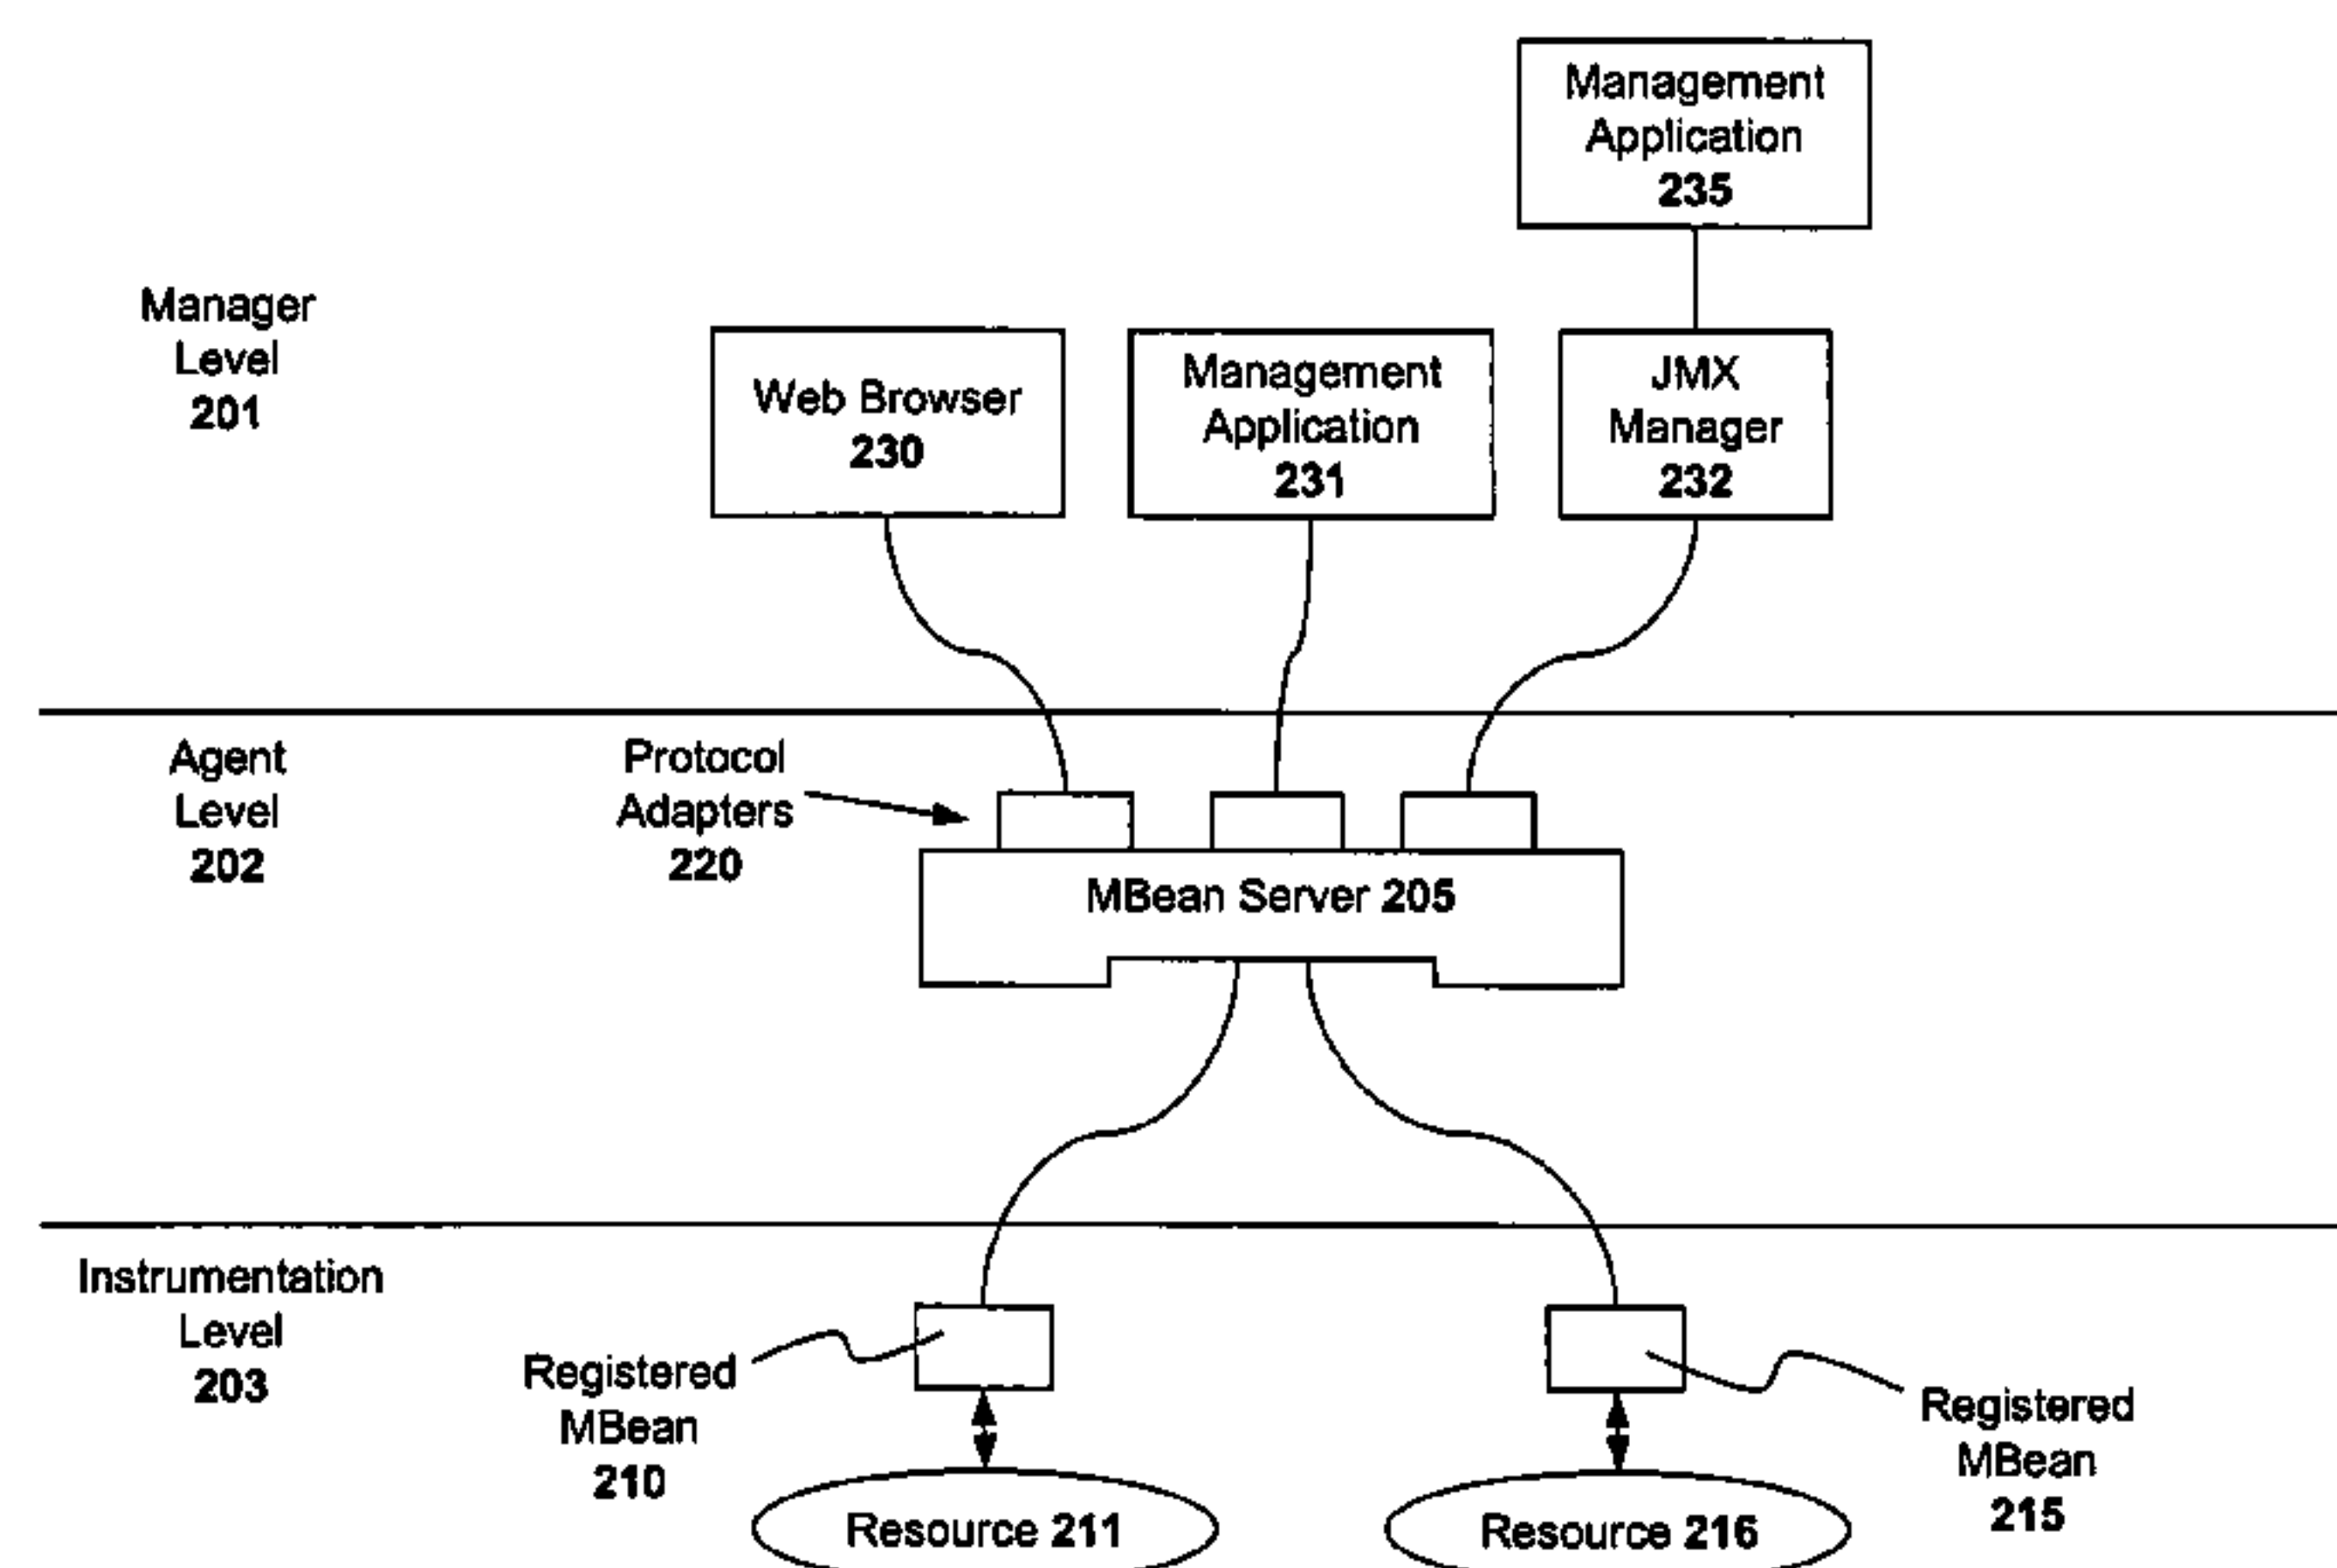 Management
Application
235
Manager
Level
201
Web Browser
230
Management
Application
231
JMX
Manager
232
Agent
Level
202
Protocol
Adapters
220
MBean Server 205
Instrumentation
Level
203
Registered
MBean
210
Registered
MBean
215
Resource 211
Resource 216